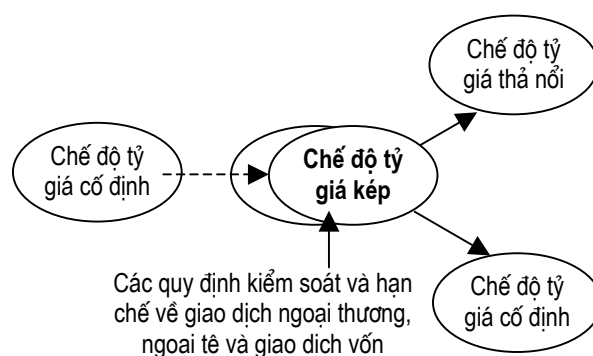 Chế độ tỷ
giá thả nổi
Chế độ tỷ
giá cố định
Chế độ tỷ
giá kép
Các quy định kiểm soát và hạn
chế về giao dịch ngoại thương,
ngoại tệ và giao dịch vốn
Chế độ tỷ
giá cố định